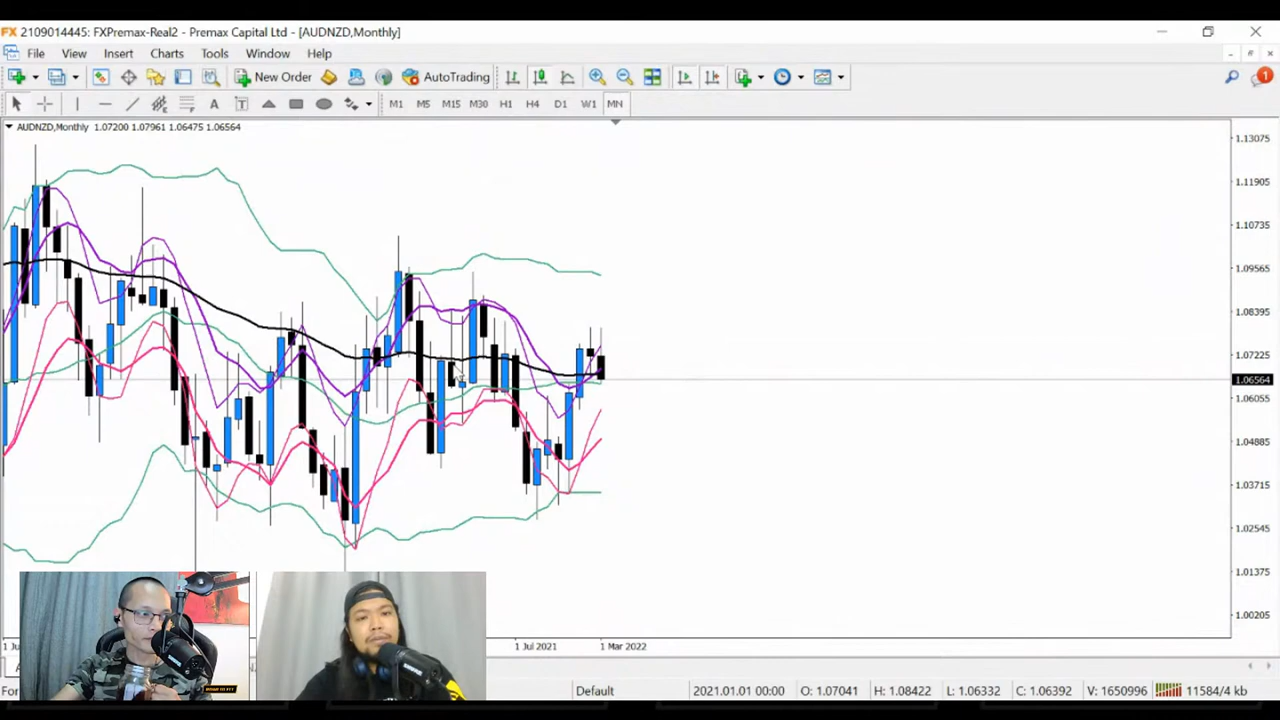 FX 2109014445: FXPremax-Real2 - Premax Capital Ltd - [AUDNZD,Monthly]
File View Insert Charts Tools Window Help
New Order AutoTrading 1
A T M1 M5 M15 M30 H1 H4 D1 W1 MN
AUDNZD,Monthly 1.07200 1.07961 1.06475 1.06564
1.13075
1.11905
1.10735
1.09565
1.08395
1.07225
1.06564
1.06055
1.04885
1.03715
1.02545
1.01375
1.00205
1 Jul 2021 1 Mar 2022
Default 2021.01.01 00:00 O: 1.07041 H: 1.08422 L: 1.06332 C: 1.06392 V: 1650996 11584/4 kb